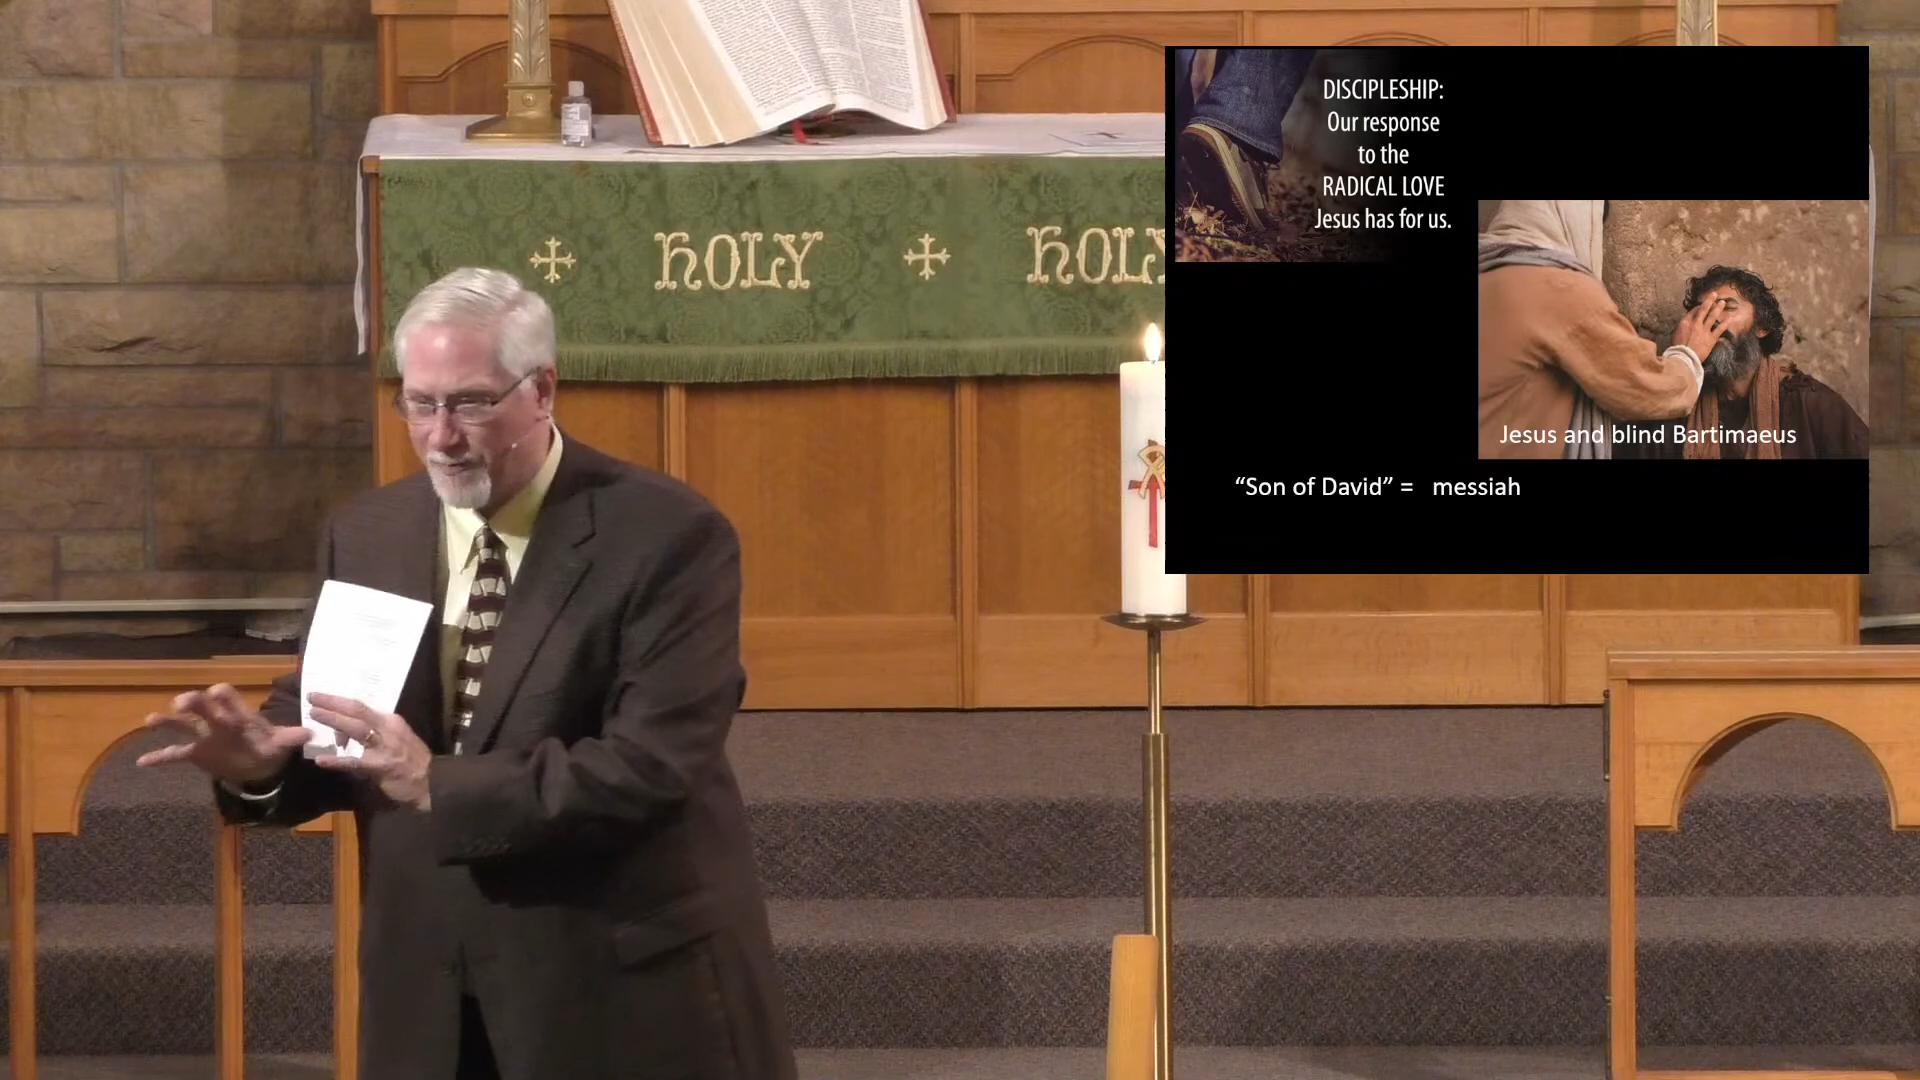 HOLY
HOLY
DISCIPLESHIP:
Our response
to the
RADICAL LOVE
Jesus has for us.
Jesus and blind Bartimaeus
“Son of David” = messiah